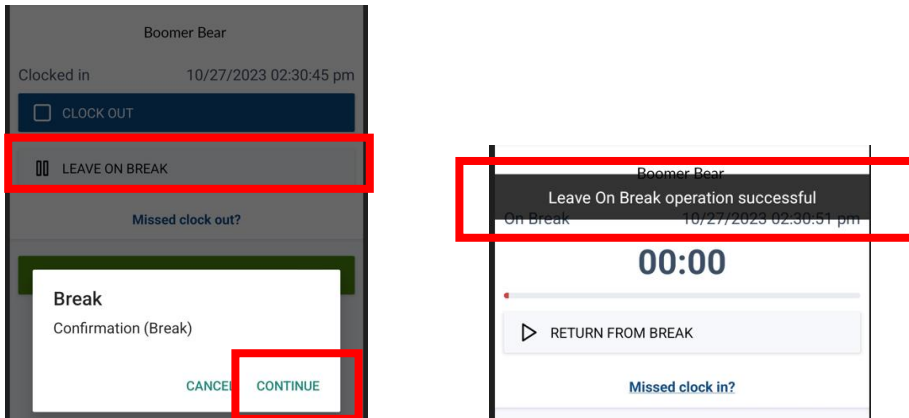 Boomer Bear
Clocked in 10/27/2023 02:30:45 pm
CLOCK OUT
LEAVE ON BREAK
Missed clock out?
Break
Confirmation (Break)
CANCEL CONTINUE
Boomer Bear
Leave On Break operation successful
On Break 10/27/2023 02:30:51 pm
00:00
RETURN FROM BREAK
Missed clock in?